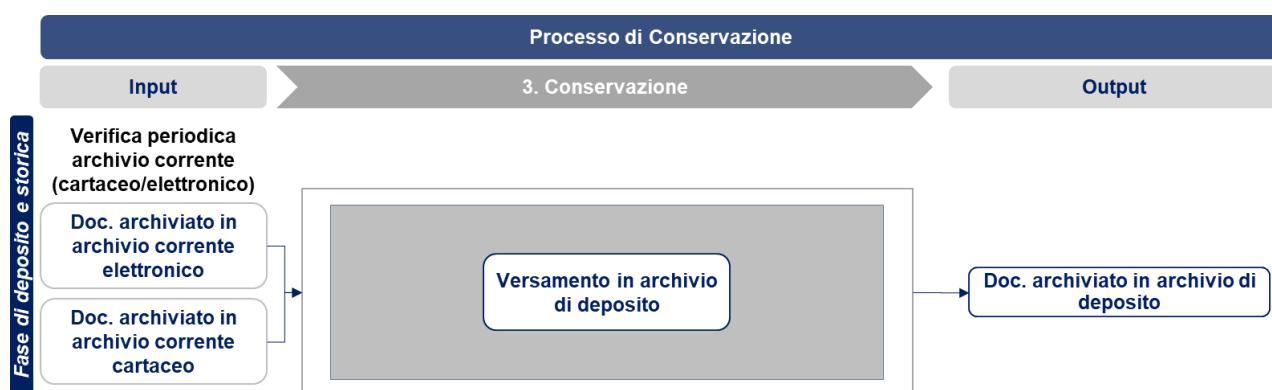 Processo di Conservazione
Input
3. Conservazione
Output
Fase di deposito e storica
Verifica periodica
archivio corrente
(cartaceo/elettronico)
Doc. archiviato in
archivio corrente
elettronico
Doc. archiviato in
archivio corrente
cartaceo
Versamento in archivio
di deposito
Doc. archiviato in archivio di
deposito